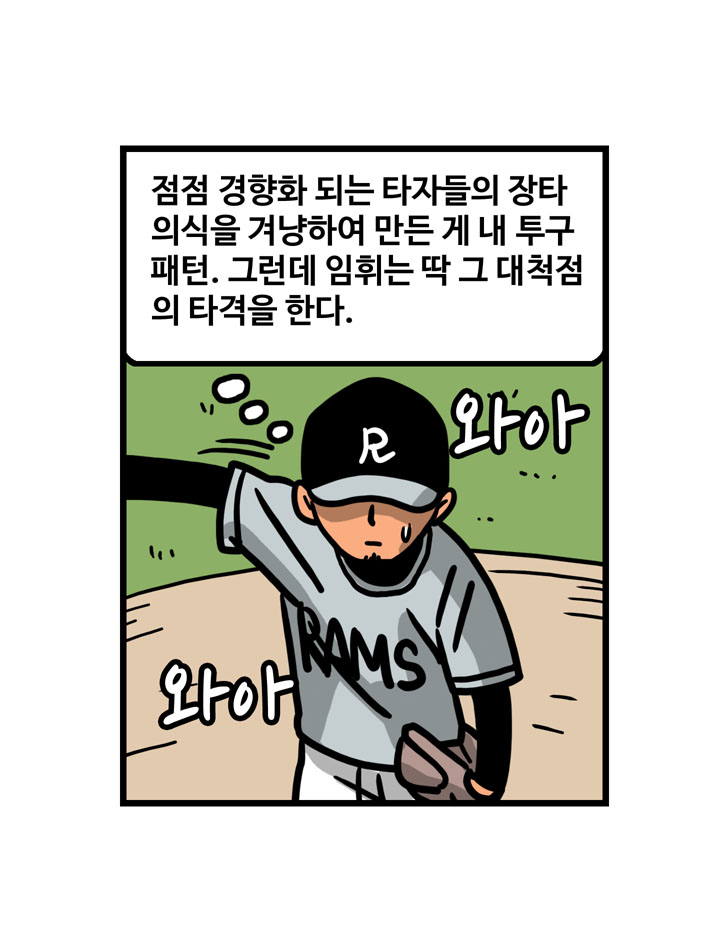 점점 경향화 되는 타자들의 장타
의식을 겨냥하여 만든 게 내 투구
패턴. 그런데 임휘는 딱 그 대척점
의 타격을 한다.
와아
R
RAMS
와아